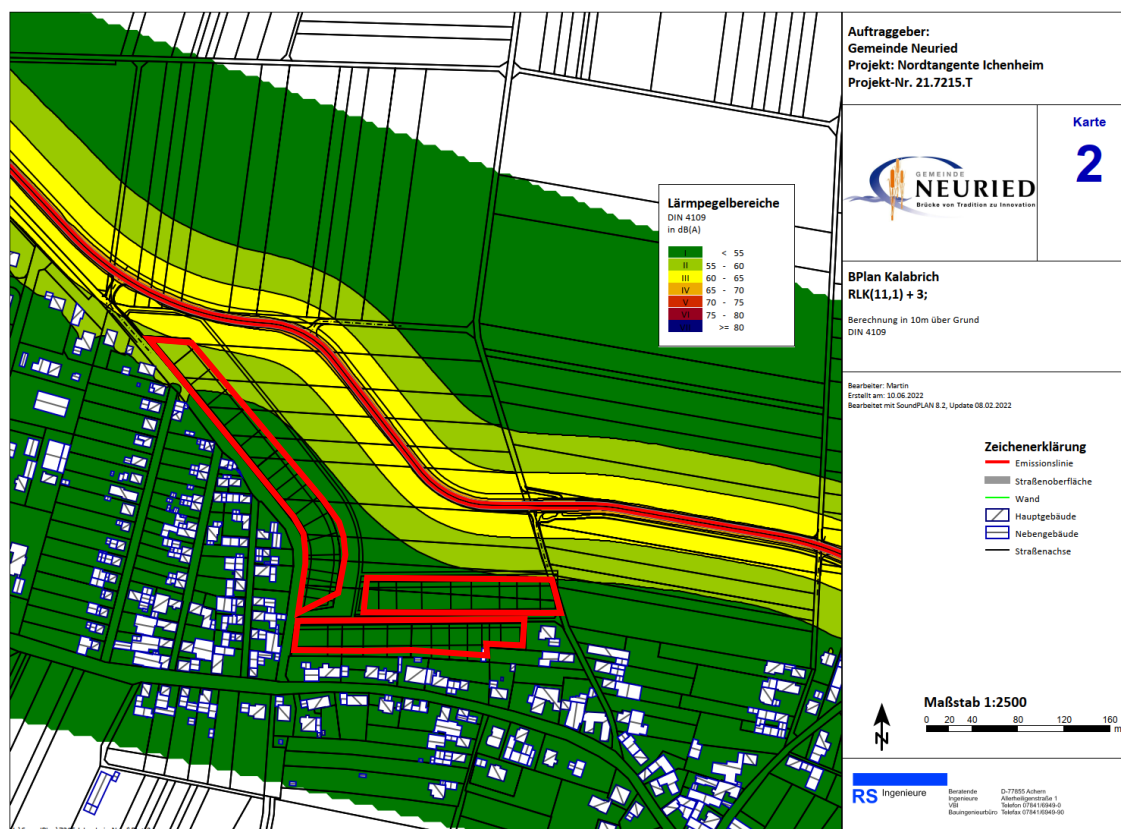 Auftraggeber:
Gemeinde Neuried
Projekt: Nordtangente Ichenheim
Projekt-Nr. 21.7215.T
Karte
2
GEMEINDE
NEURIED
Brücke von Tradition zu Innovation
Lärmpegelbereiche
DIN 4109
in dB(A)
I < 55
II 55 - 60
III 60 - 65
IV 65 - 70
V 70 - 75
VI 75 - 80
>= 80
BPlan Kalabrich
RLK(11,1) + 3;
Berechnung in 10m über Grund
DIN 4109
Bearbeiter: Martin
Erstellt am: 10.06.2022
Bearbeitet mit SoundPLAN 8.2, Update 08.02.2022
Zeichenerklärung
Emissionslinie
Straßenoberfläche
Wand
Hauptgebäude
Nebengebäude
Straßenachse
Maßstab 1:2500
0 20 40 80 120 160
m
N
RS Ingenieure
Beratende
Ingenieure
VBI
Bauingenieurbüro
D-77855 Achern
Allerheiligenstraße 1
Telefon 07841/6949-0
Telefax 07841/6949-90